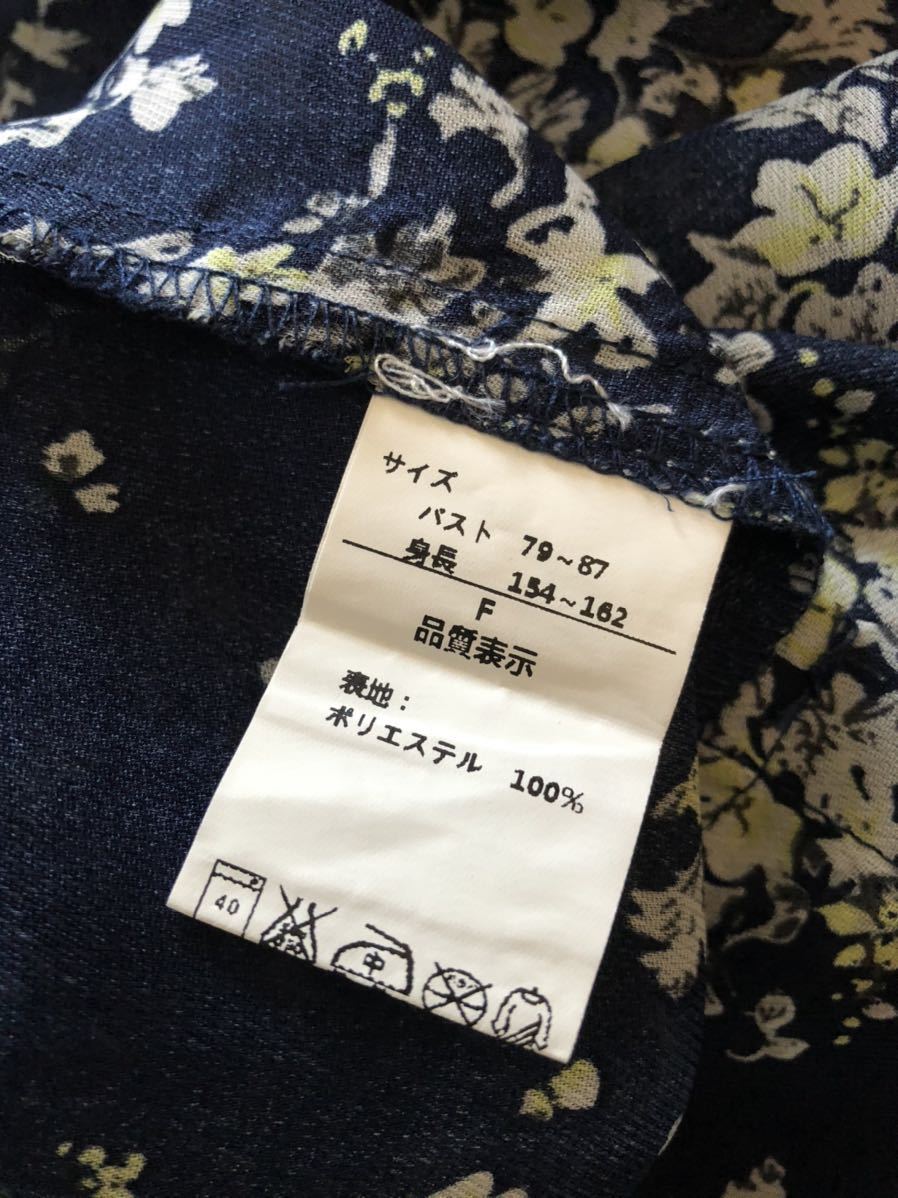 サイズ
バスト 79～87
身長 154～162
F
品質表示
表地：
ポリエステル 100%
40
中